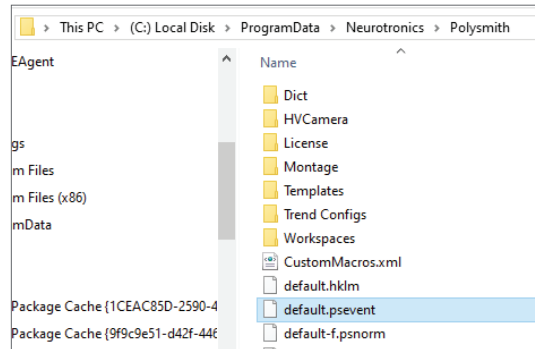 This PC > (C:) Local Disk > ProgramData > Neurotronics > Polysmith
EAgent
gs
m Files
m Files (x86)
mData
Package Cache {1CEAC85D-2590-4
Package Cache {9f9c9e51-d42f-446
Name
Dict
HVCamera
License
Montage
Templates
Trend Configs
Workspaces
CustomMacros.xml
default.hklm
default.psevent
default-f.psnorm